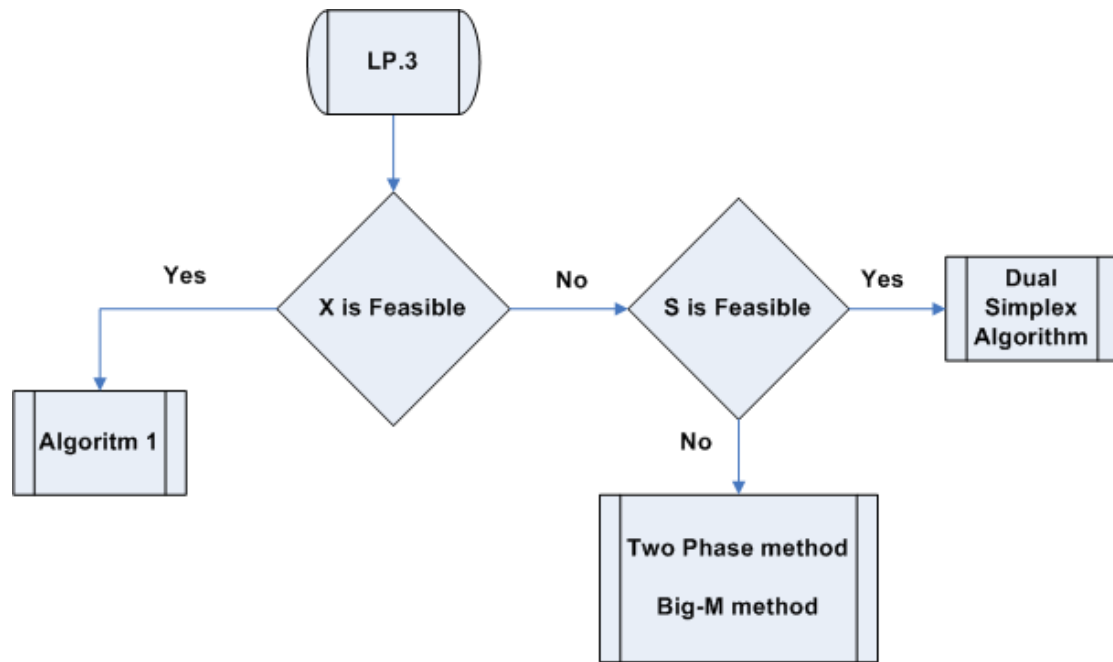 LP.3
Yes
X is Feasible
No
S is Feasible
Yes
Dual
Simplex
Algorithm
Algoritm 1
No
Two Phase method
Big-M method